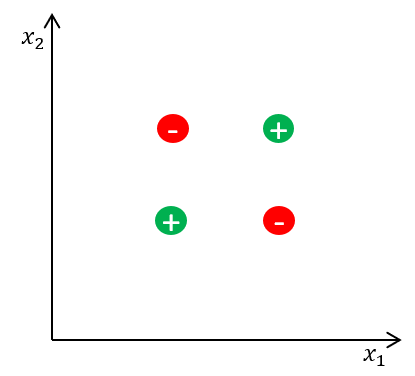 x₂
- +
+ -
x₁